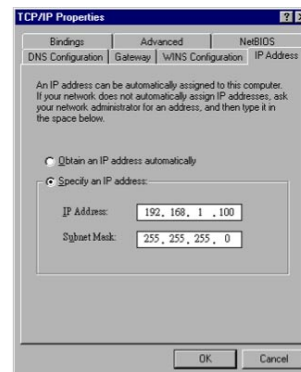 TCP/IP Properties
Bindings Advanced NetBIOS
DNS Configuration Gateway WINS Configuration IP Address
An IP address can be automatically assigned to this computer.
If your network does not automatically assign IP addresses, ask
your network administrator for an address, and then type it in
the space below.
Obtain an IP address automatically
Specify an IP address:
IP Address: 192. 168. 1 .100
Subnet Mask: 255. 255. 255. 0
OK Cancel